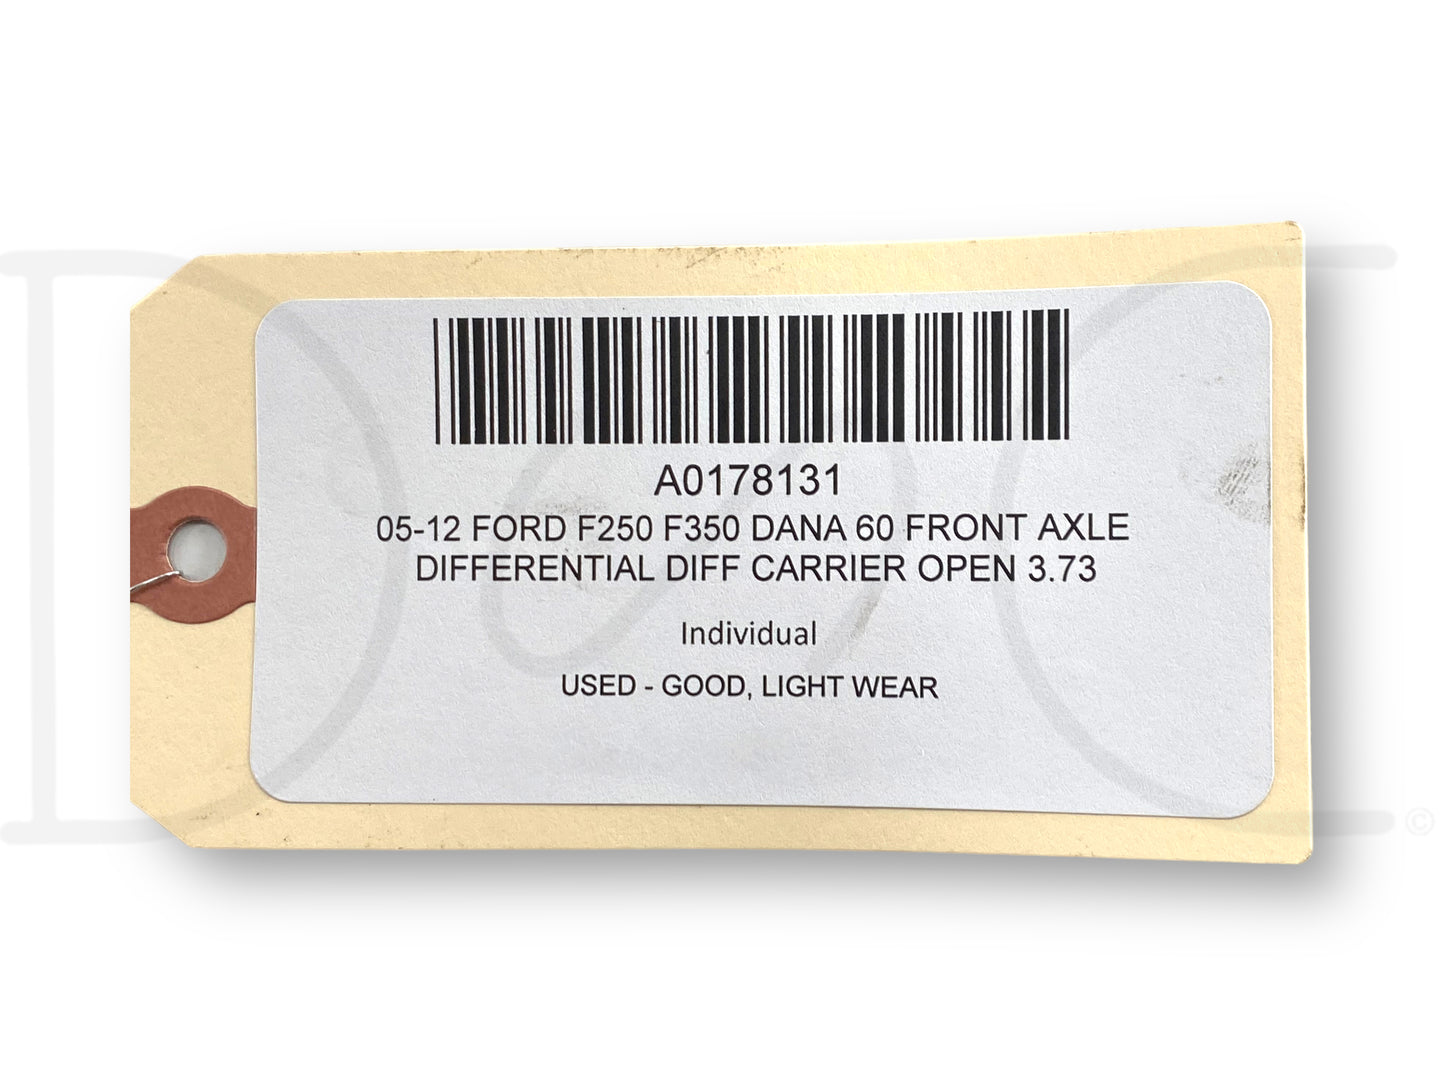 A0178131
05-12 FORD F250 F350 DANA 60 FRONT AXLE
DIFFERENTIAL DIFF CARRIER OPEN 3.73
Individual
USED - GOOD, LIGHT WEAR
©